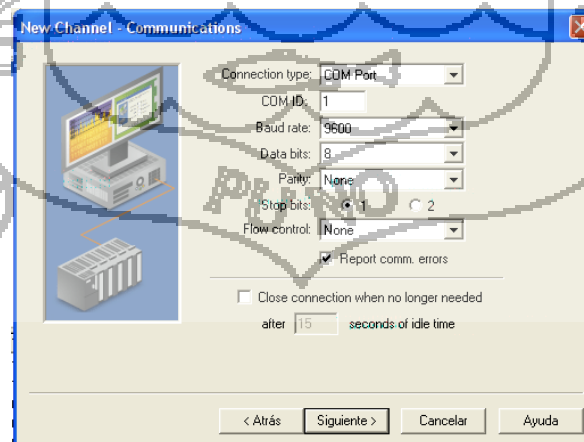 New Channel - Communications
Connection type: COM Port
COM ID: 1
Baud rate: 9600
Data bits: 8
Parity: None
Stop bits: 1 2
Flow control: None
Report comm. errors
Close connection when no longer needed
after 15 seconds of idle time
PUNO
< Atrás Siguiente > Cancelar Ayuda